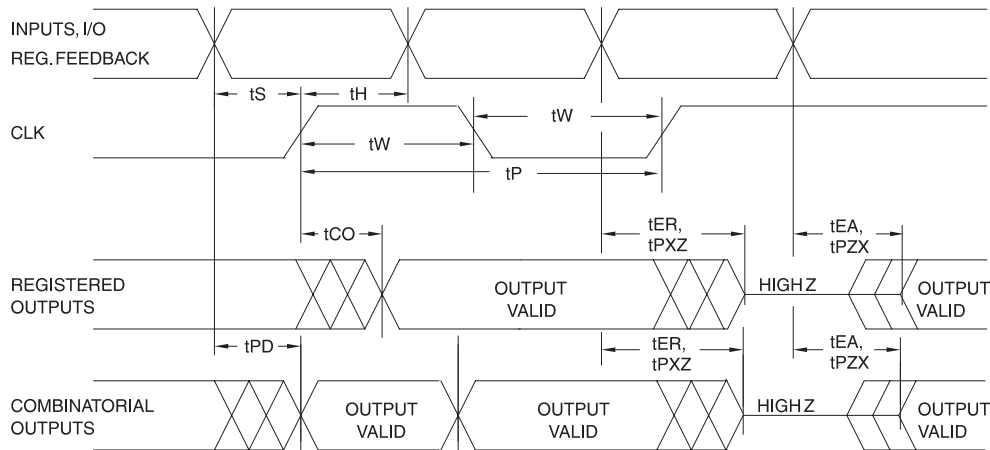 INPUTS, I/O
REG. FEEDBACK
tS
tH
CLK
tW
tW
tP
tCO
tER,
tPXZ
tEA,
tPZX
REGISTERED
OUTPUTS
OUTPUT
VALID
HIGH Z
OUTPUT
VALID
tPD
tER,
tPXZ
tEA,
tPZX
COMBINATORIAL
OUTPUTS
OUTPUT
VALID
OUTPUT
VALID
HIGH Z
OUTPUT
VALID